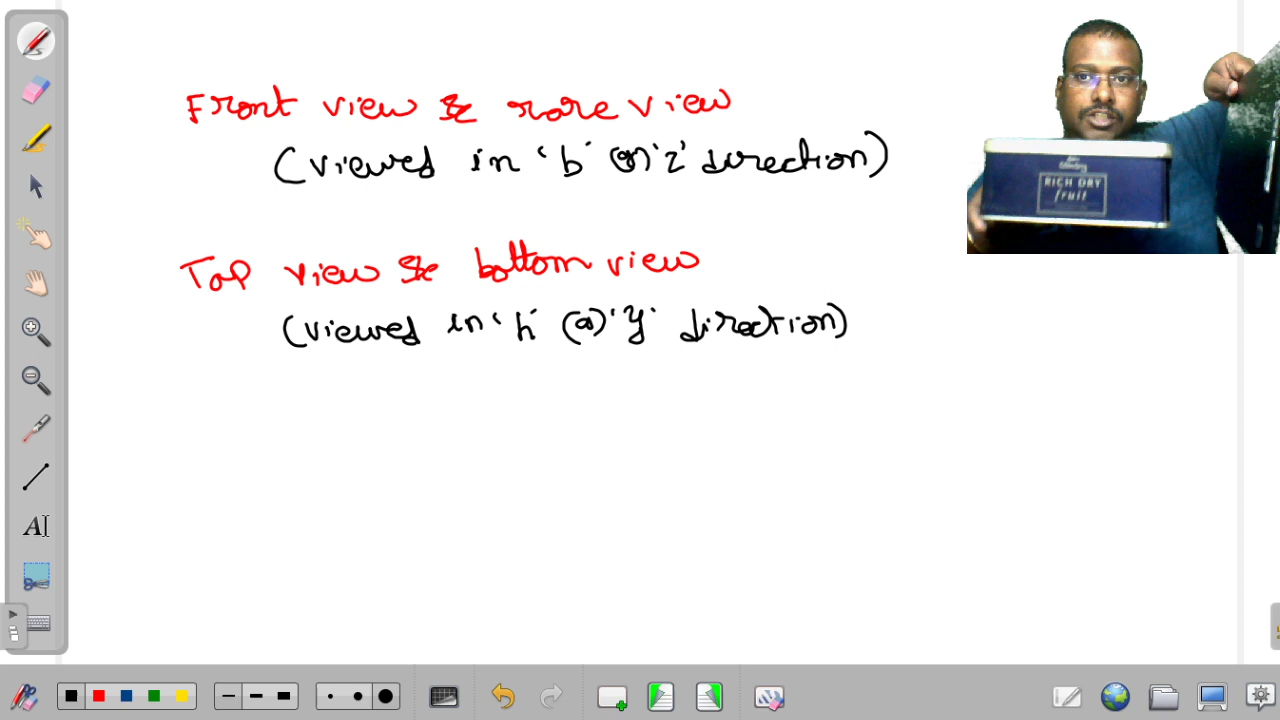 Front view & rare view
(viewed in 'b' (or) 'z' direction)
Top view & bottom view
(viewed in 'h' (or) 'y' direction)
RICH DRY
fruit
AI